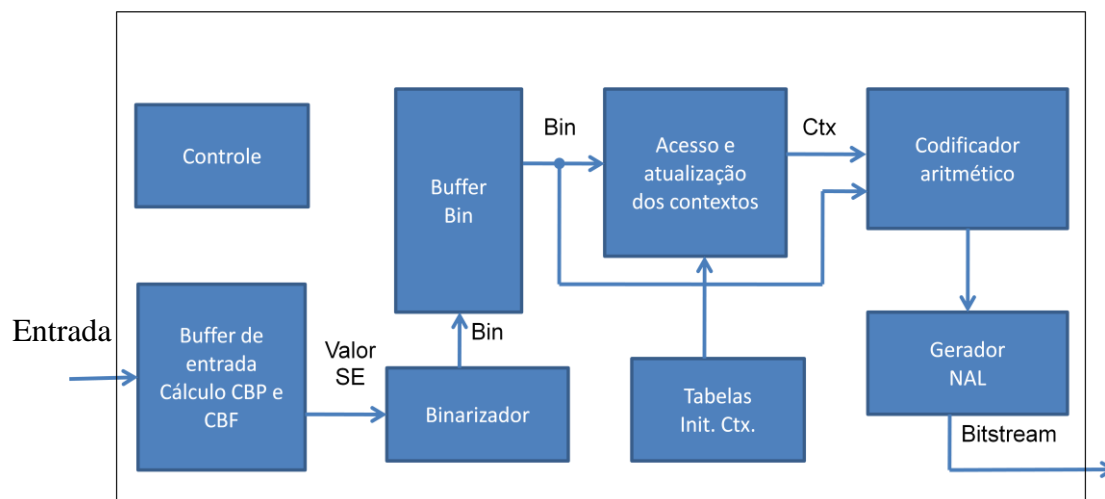 Controle
Buffer
Bin
Bin
Acesso e
atualização
dos contextos
Ctx
Codificador
aritmético
Entrada
Buffer de
entrada
Cálculo CBP e
CBF
Valor
SE
Bin
Binarizador
Tabelas
Init. Ctx.
Gerador
NAL
Bitstream